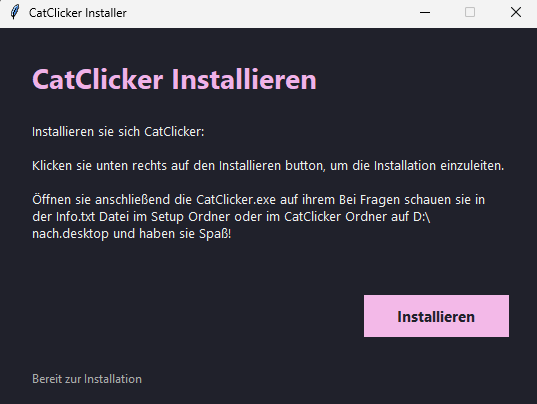 CatClicker Installer
CatClicker Installieren
Installieren sie sich CatClicker:
Klicken sie unten rechts auf den Installieren button, um die Installation einzuleiten.
Öffnen sie anschließend die CatClicker.exe auf ihrem Bei Fragen schauen sie in
der Info.txt Datei im Setup Ordner oder im CatClicker Ordner auf D:\
nach.desktop und haben sie Spaß!
Installieren
Bereit zur Installation